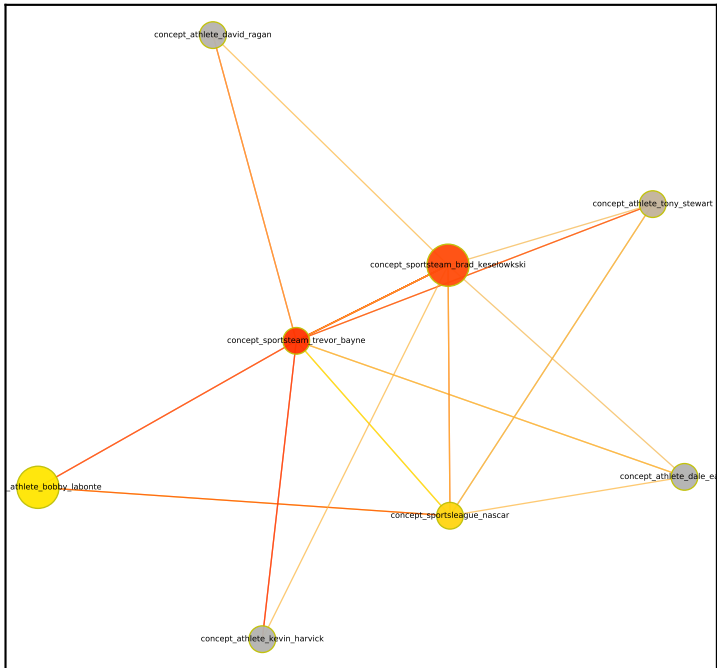 concept_athlete_david_ragan
concept_athlete_tony_stewart
concept_sportsteam_brad_keselowkski
concept_sportsteam_trevor_bayne
concept_athlete_dale_ea
_athlete_bobby_labonte
concept_sportsleague_nascar
concept_athlete_kevin_harvick